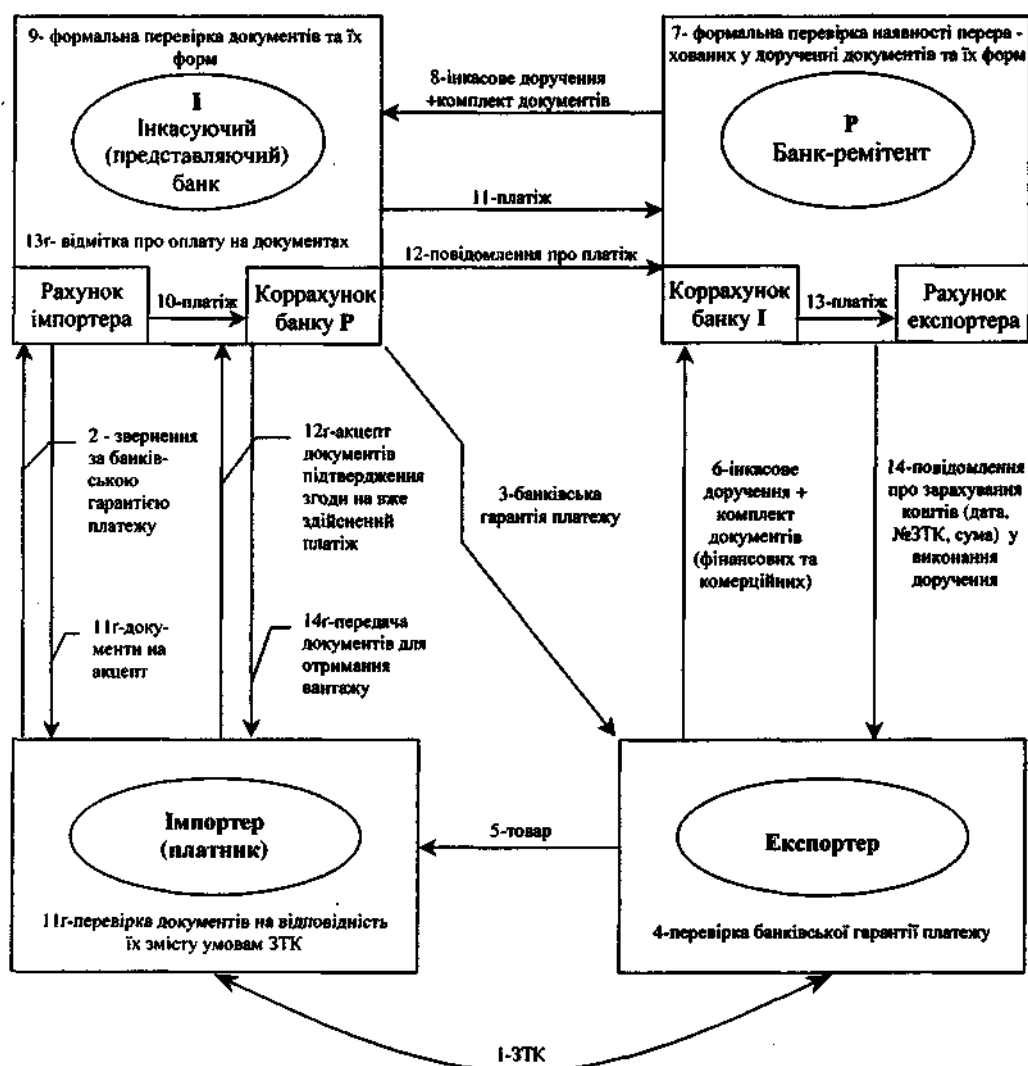 9- формальна перевірка документів та їх
форм
І
Інкасуючий
(представляючий)
банк
13г- відмітка про оплату на документах
Рахунок
імпортера
10-платіж
Коррахунок
банку Р
8-інкасове доручення
+комплект документів
11-платіж
12-повідомлення про платіж
7- формальна перевірка наявності перера -
хованих у дорученні документів та їх форм
Р
Банк-ремітент
Коррахунок
банку І
13-платіж
Рахунок
експортера
2 - звернення
за банків-
ською
гарантією
платежу
12г-акцепт
документів
підтвердження
згоди на вже
здійснений
платіж
3-банківська
гарантія платежу
6-інкасове
доручення +
комплект
документів
(фінансових та
комерційних)
14-повідомлення
про зарахування
коштів (дата,
№ЗТК, сума) у
виконання
доручення
11г-доку-
менти на
акцепт
14г-передача
документів для
отримання
вантажу
Імпортер
(платник)
11г-перевірка документів на відповідність
їх змісту умовам ЗТК
5-товар
Експортер
4-перевірка банківської гарантії платежу
1-ЗТК